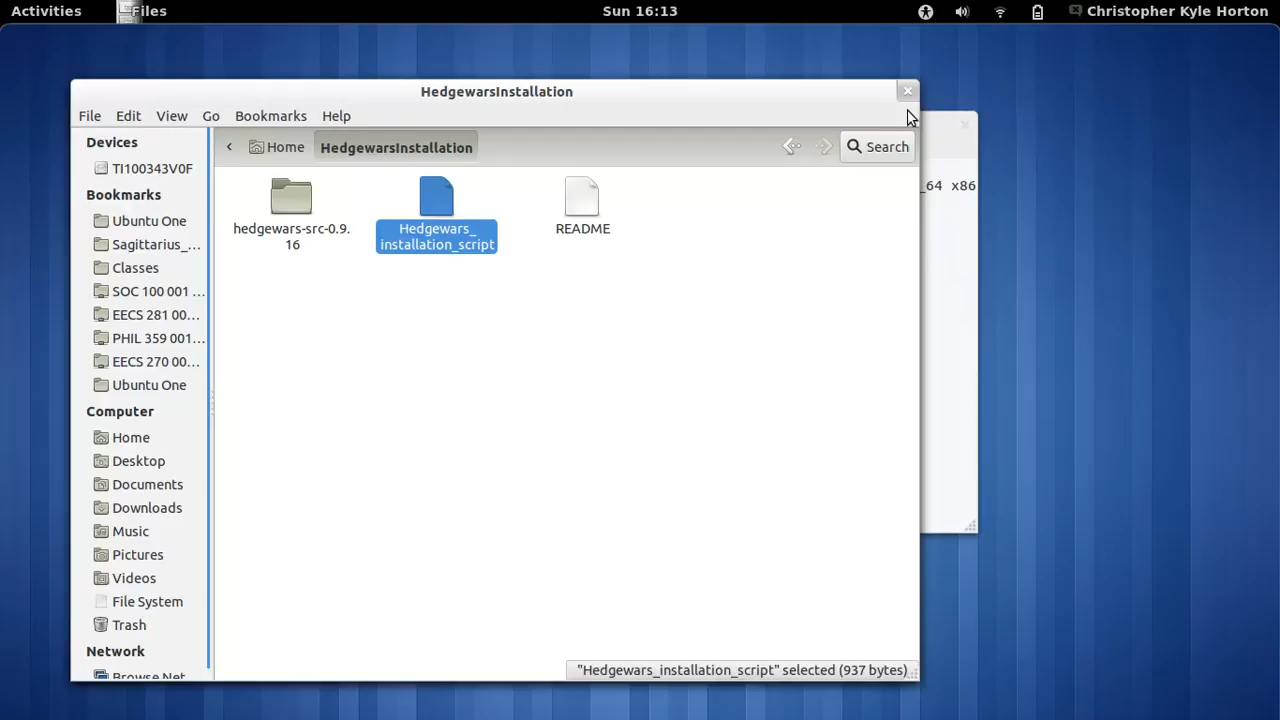 Activities Files Sun 16:13 Christopher Kyle Horton
HedgewarsInstallation
File Edit View Go Bookmarks Help
Devices
TI100343V0F
Bookmarks
Ubuntu One
Sagittarius_...
Classes
SOC 100 001 ...
EECS 281 00...
PHIL 359 001...
EECS 270 00...
Ubuntu One
Computer
Home
Desktop
Documents
Downloads
Music
Pictures
Videos
File System
Trash
Network
Browse Net
Home HedgewarsInstallation Search
hedgewars-src-0.9.
16
Hedgewars_
installation_script
README
_64 x86
"Hedgewars_installation_script" selected (937 bytes)